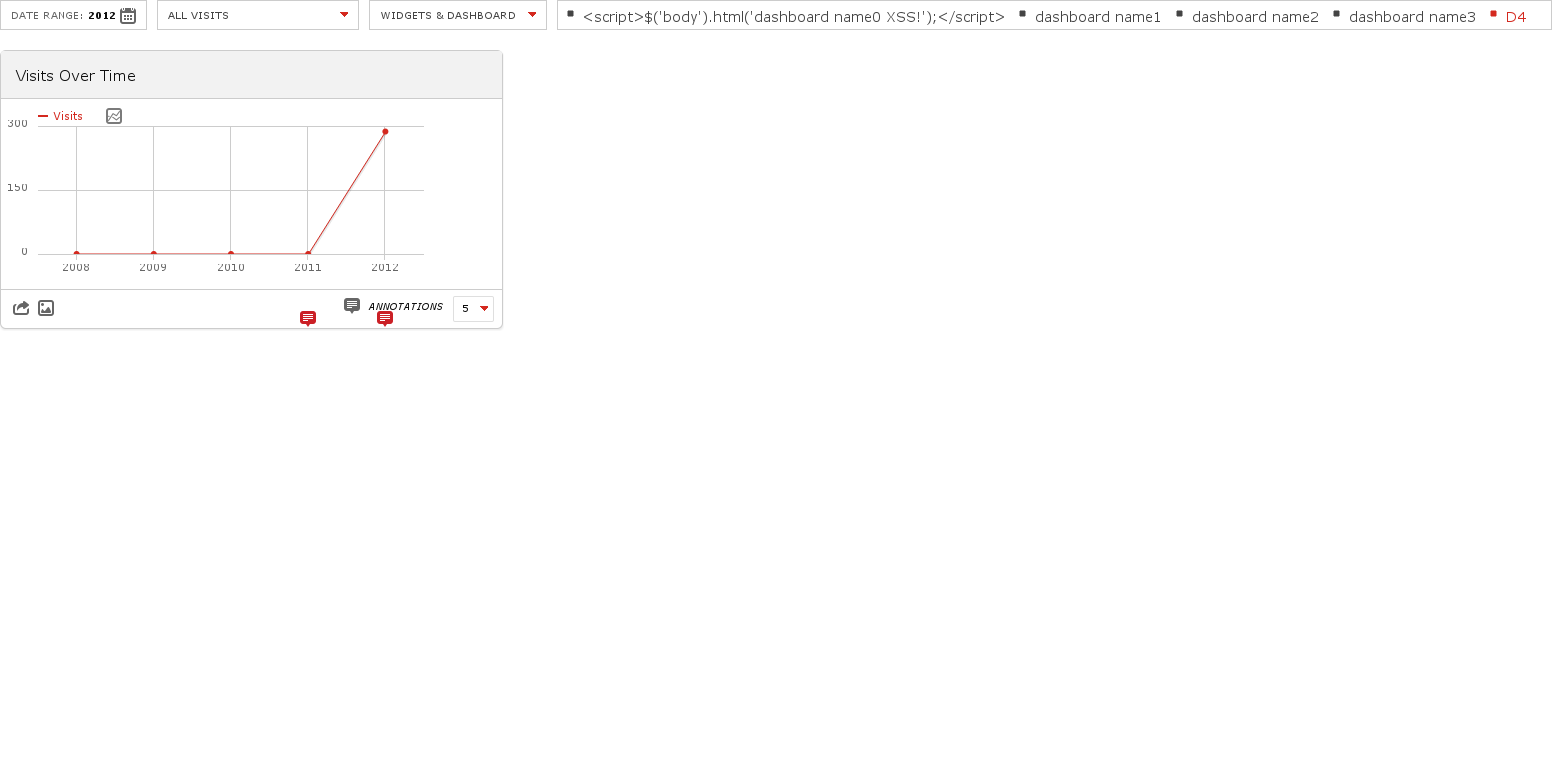 DATE RANGE: 2012 ALL VISITS WIDGETS & DASHBOARD <script>$('body').html('dashboard name0 XSS!');</script> dashboard name1 dashboard name2 dashboard name3 D4
Visits Over Time
Visits
300
150
0
2008 2009 2010 2011 2012
ANNOTATIONS 5